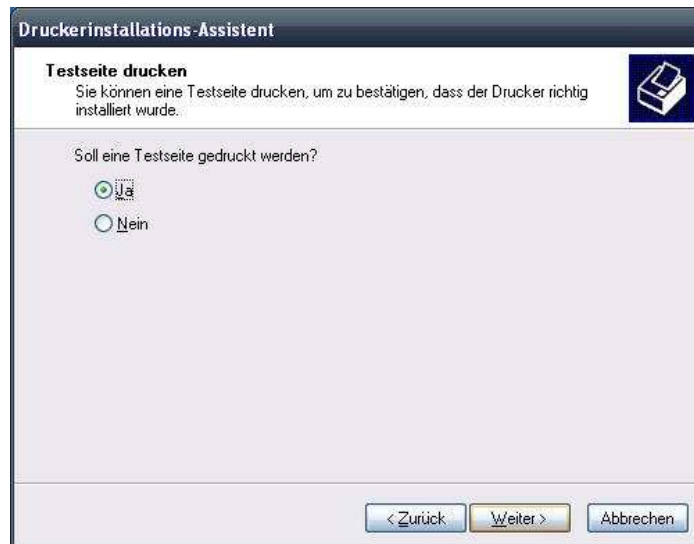 Druckerinstallations-Assistent
Testseite drucken
Sie können eine Testseite drucken, um zu bestätigen, dass der Drucker richtig
installiert wurde.
Soll eine Testseite gedruckt werden?
Ja
Nein
< Zurück Weiter > Abbrechen